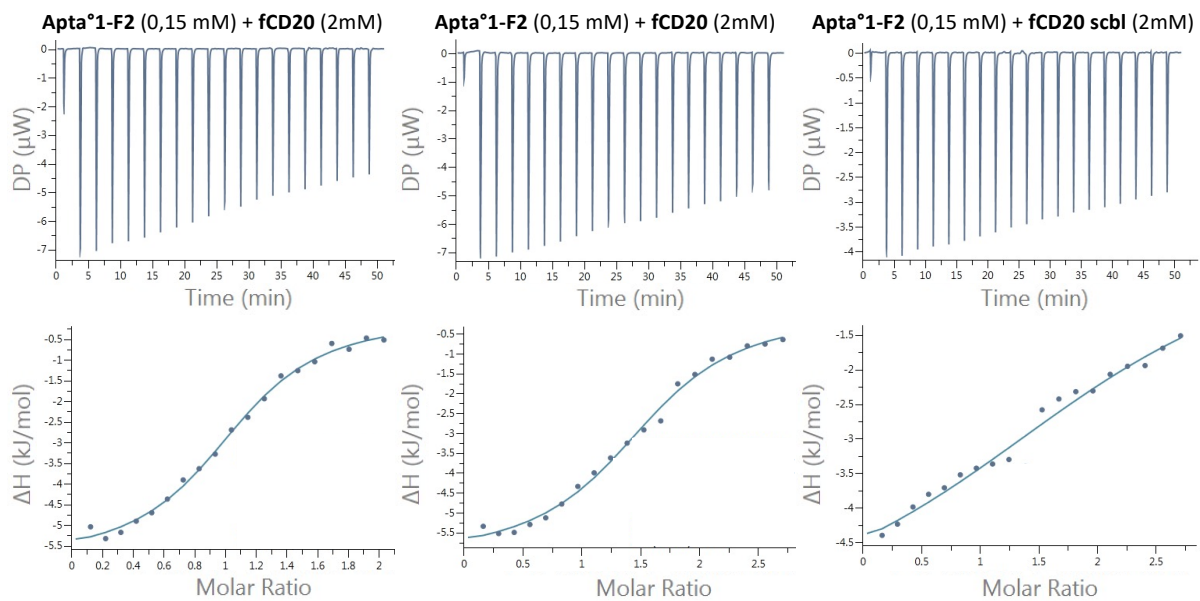 Apta°1-F2 (0,15 mM) + fCD20 (2mM)
Apta°1-F2 (0,15 mM) + fCD20 (2mM)
Apta°1-F2 (0,15 mM) + fCD20 scbl (2mM)
DP (µW)
0
-1
-2
-3
-4
-5
-6
-7
0 5 10 15 20 25 30 35 40 45 50
Time (min)
DP (µW)
0
-1
-2
-3
-4
-5
-6
-7
0 5 10 15 20 25 30 35 40 45 50
Time (min)
DP (µW)
0
-0.5
-1
-1.5
-2
-2.5
-3
-3.5
-4
0 5 10 15 20 25 30 35 40 45 50
Time (min)
ΔH (kJ/mol)
-0.5
-1
-1.5
-2
-2.5
-3
-3.5
-4
-4.5
-5
-5.5
0 0.2 0.4 0.6 0.8 1 1.2 1.4 1.6 1.8 2
Molar Ratio
ΔH (kJ/mol)
-0.5
-1
-1.5
-2
-2.5
-3
-3.5
-4
-4.5
-5
-5.5
0 0.5 1 1.5 2 2.5
Molar Ratio
ΔH (kJ/mol)
-1.5
-2
-2.5
-3
-3.5
-4
-4.5
0 0.5 1 1.5 2 2.5
Molar Ratio